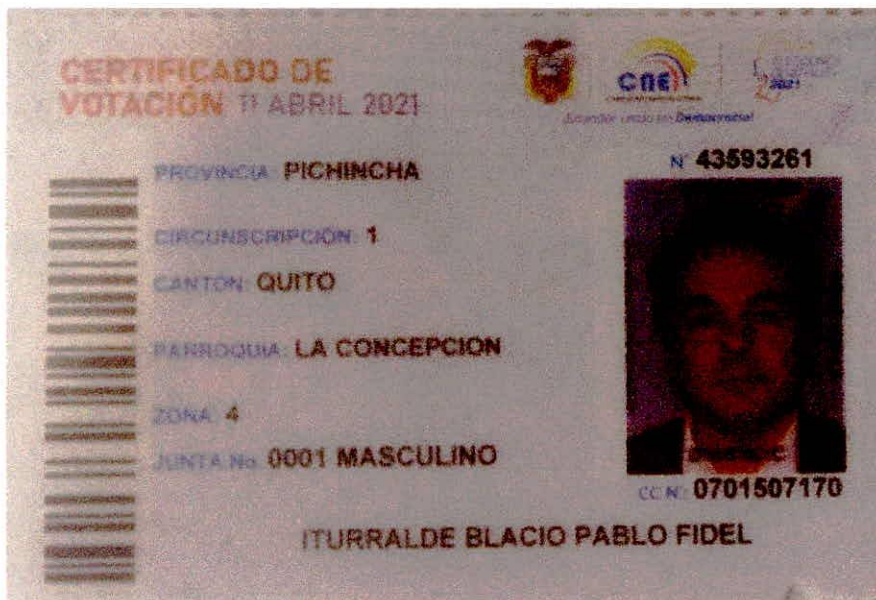 CERTIFICADO DE
VOTACIÓN 11 ABRIL 2021
CNE
2021
N° 43593261
PROVINCIA: PICHINCHA
CIRCUNSCRIPCIÓN: 1
CANTÓN: QUITO
PARROQUIA: LA CONCEPCION
ZONA: 4
JUNTA No. 0001 MASCULINO
CC N°: 0701507170
ITURRALDE BLACIO PABLO FIDEL